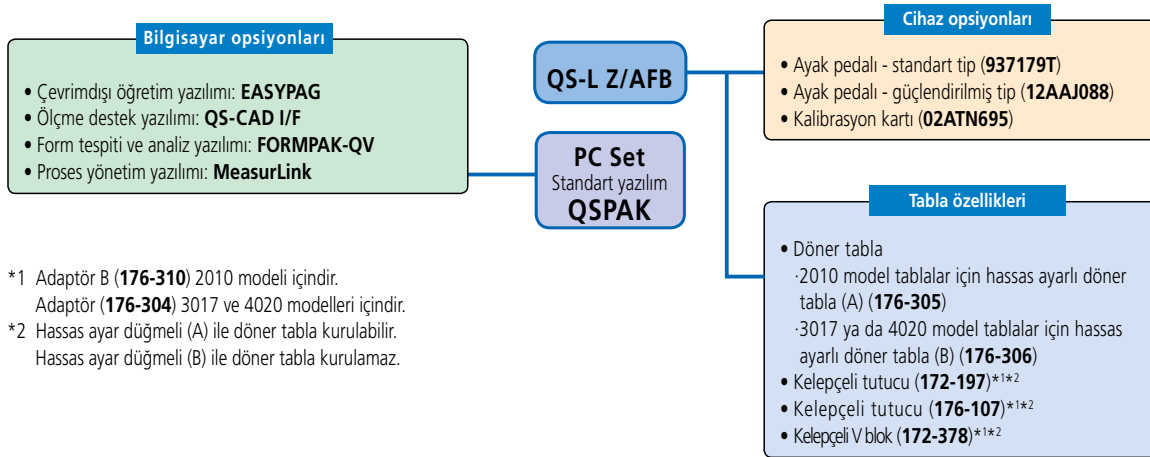 Bilgisayar opsiyonları
• Çevrimdışı öğretim yazılımı: EASYPAG
• Ölçme destek yazılımı: QS-CAD I/F
• Form tespiti ve analiz yazılımı: FORMPAK-QV
• Proses yönetim yazılımı: MeasurLink
QS-L Z/AFB
PC Set
Standart yazılım
QSPAK
Cihaz opsiyonları
• Ayak pedalı - standart tip (937179T)
• Ayak pedalı - güçlendirilmiş tip (12AAJ088)
• Kalibrasyon kartı (02ATN695)
Tabla özellikleri
• Döner tabla
·2010 model tablalar için hassas ayarlı döner
tabla (A) (176-305)
·3017 ya da 4020 model tablalar için hassas
ayarlı döner tabla (B) (176-306)
• Kelepçeli tutucu (172-197)*1*2
• Kelepçeli tutucu (176-107)*1*2
• Kelepçeli V blok (172-378)*1*2
*1 Adaptör B (176-310) 2010 modeli içindir.
Adaptör (176-304) 3017 ve 4020 modelleri içindir.
*2 Hassas ayar düğmeli (A) ile döner tabla kurulabilir.
Hassas ayar düğmeli (B) ile döner tabla kurulamaz.